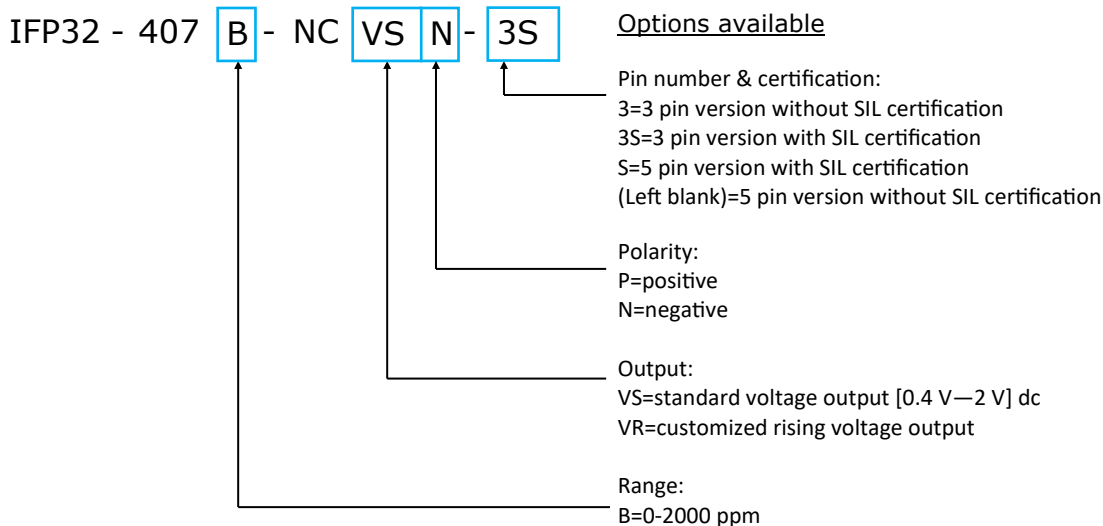 IFP32 - 407 B - NC VS N - 3S
Options available
Pin number & certification:
3=3 pin version without SIL certification
3S=3 pin version with SIL certification
S=5 pin version with SIL certification
(Left blank)=5 pin version without SIL certification
Polarity:
P=positive
N=negative
Output:
VS=standard voltage output [0.4 V—2 V] dc
VR=customized rising voltage output
Range:
B=0-2000 ppm